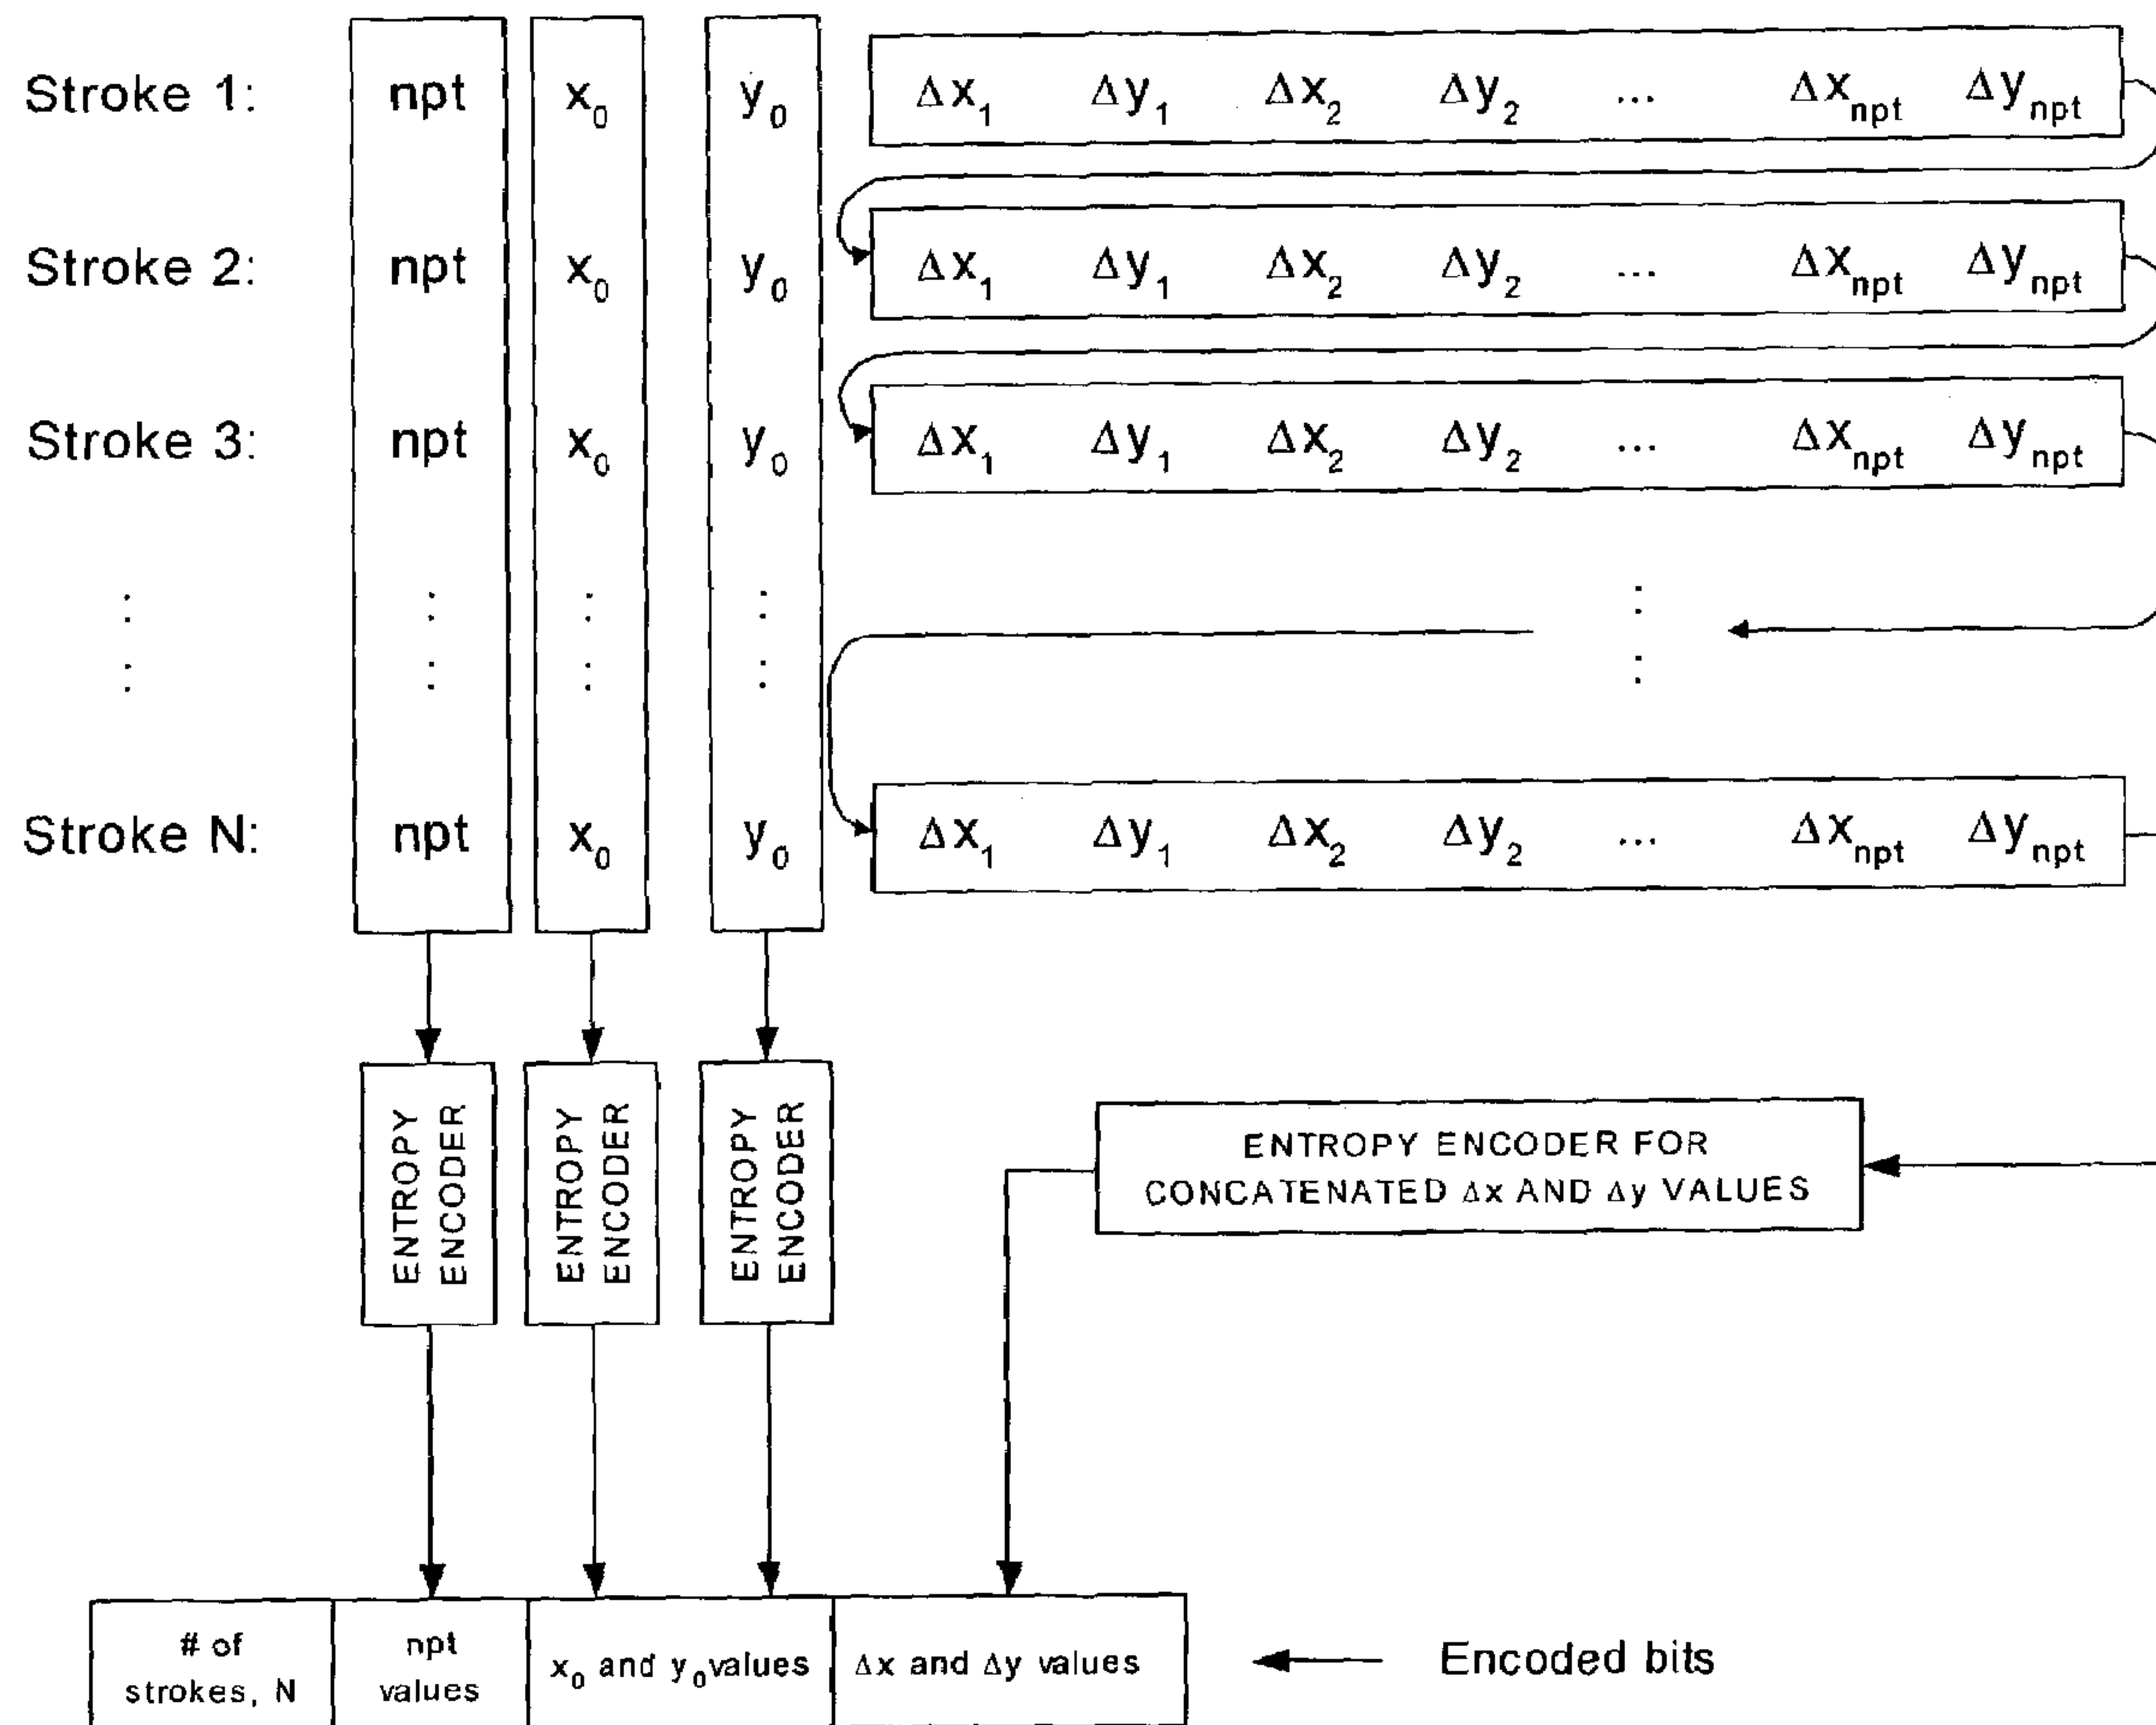 Stroke 1: npt x₀ y₀ Δx₁ Δy₁ Δx₂ Δy₂ ... Δxₙₚₜ Δyₙₚₜ
Stroke 2: npt x₀ y₀ Δx₁ Δy₁ Δx₂ Δy₂ ... Δxₙₚₜ Δyₙₚₜ
Stroke 3: npt x₀ y₀ Δx₁ Δy₁ Δx₂ Δy₂ ... Δxₙₚₜ Δyₙₚₜ
Stroke N: npt x₀ y₀ Δx₁ Δy₁ Δx₂ Δy₂ ... Δxₙₚₜ Δyₙₚₜ
ENTROPY
ENCODER
ENTROPY
ENCODER
ENTROPY
ENCODER
ENTROPY ENCODER FOR
CONCATENATED Δx AND Δy VALUES
# of
strokes, N
npt
values
x₀ and y₀values
Δx and Δy values
Encoded bits